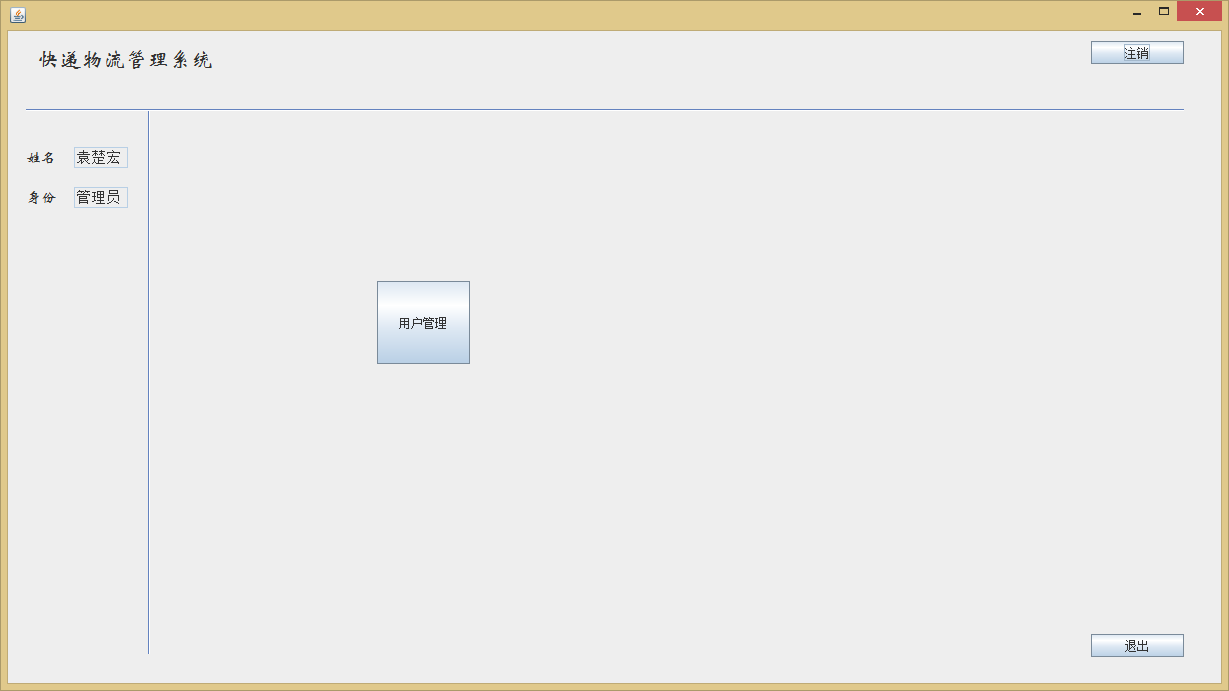 快递物流管理系统
注销
姓名 袁楚宏
身份 管理员
用户管理
退出